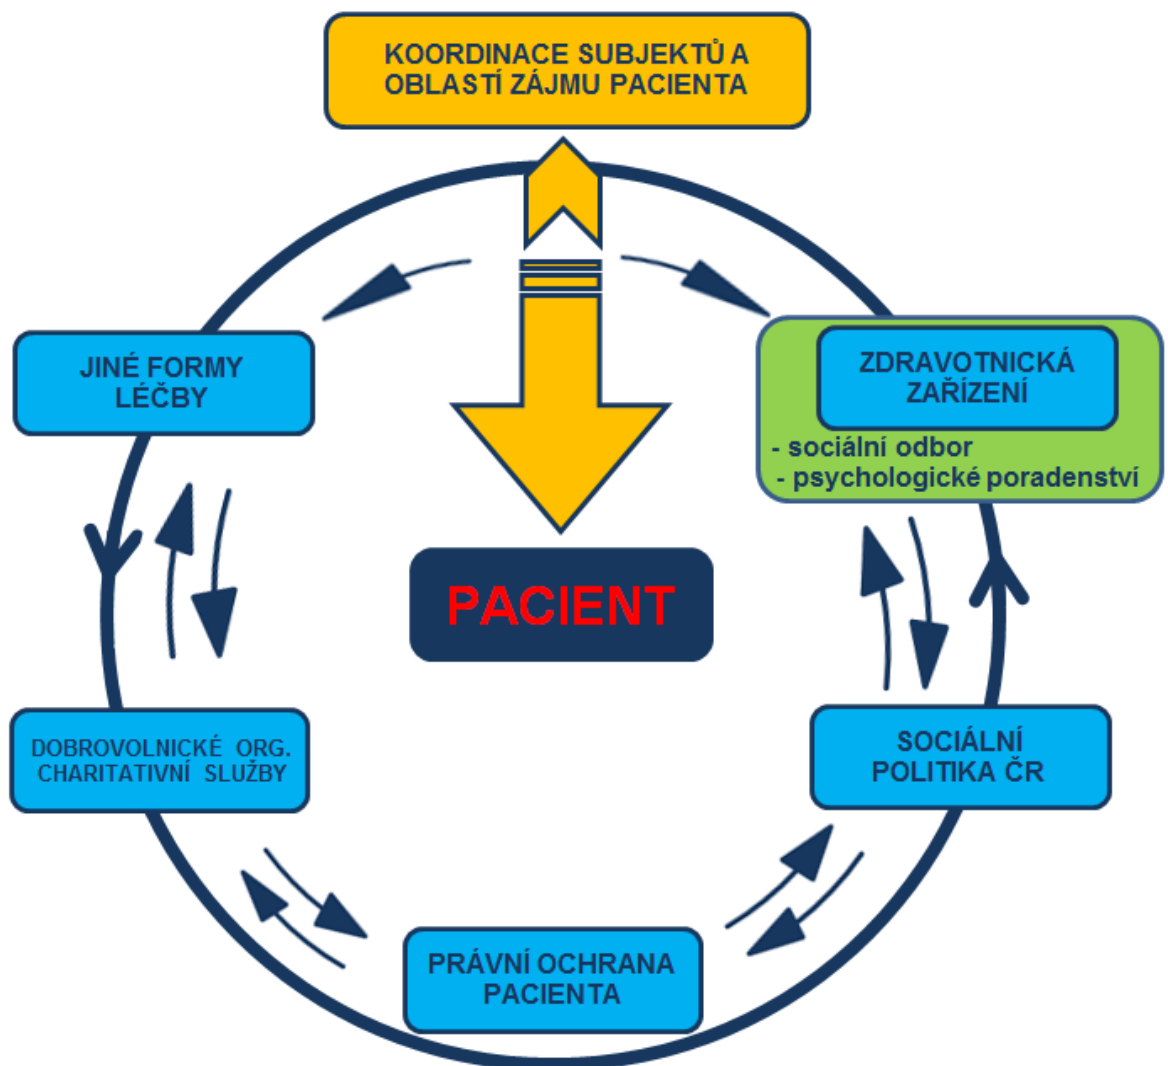 KOORDINACE SUBJEKTŮ A
OBLASTÍ ZÁJMU PACIENTA
JINÉ FORMY
LÉČBY
ZDRAVOTNICKÁ
ZAŘÍZENÍ
- sociální odbor
- psychologické poradenství
PACIENT
DOBROVOLNICKÉ ORG.
CHARITATIVNÍ SLUŽBY
SOCIÁLNÍ
POLITIKA ČR
PRÁVNÍ OCHRANA
PACIENTA